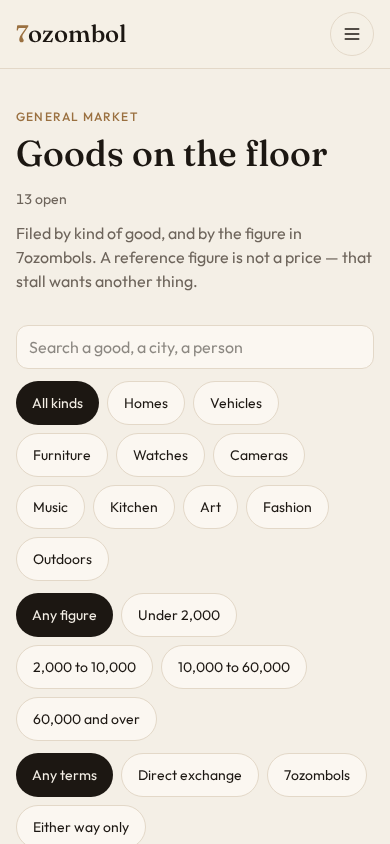 7ozombol
GENERAL MARKET
Goods on the floor
13 open
Filed by kind of good, and by the figure in
7ozombols. A reference figure is not a price — that
stall wants another thing.
Search a good, a city, a person
All kinds
Homes
Vehicles
Furniture
Watches
Cameras
Music
Kitchen
Art
Fashion
Outdoors
Any figure
Under 2,000
2,000 to 10,000
10,000 to 60,000
60,000 and over
Any terms
Direct exchange
7ozombols
Either way only